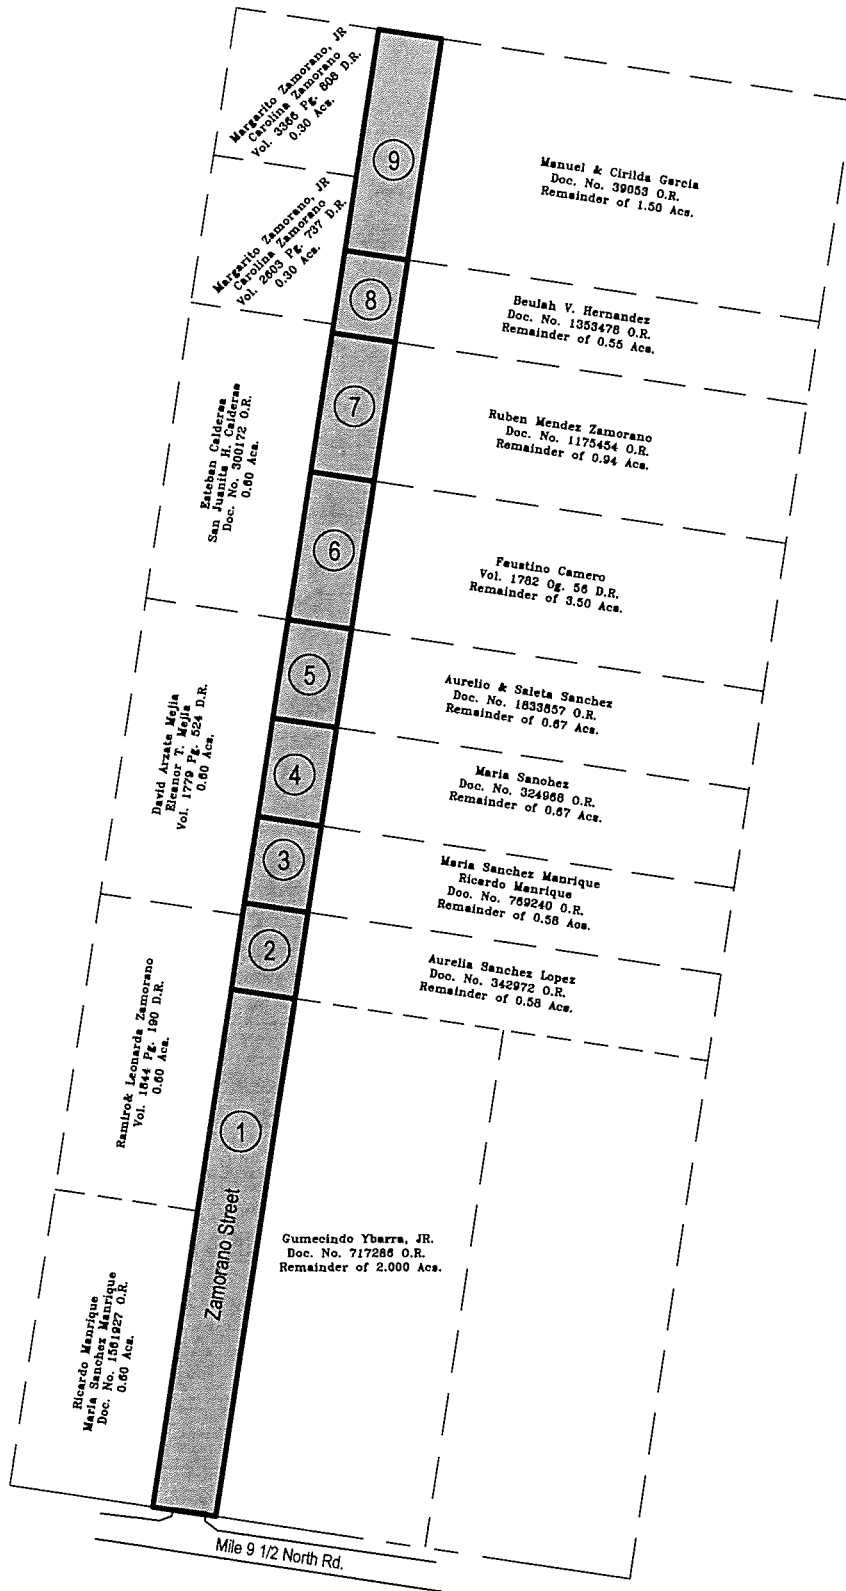 Margarito Zamorano, JR
Carolina Zamorano
Vol. 3366 Pg. 608 D.R.
0.30 Acs.
9
Manuel & Cirilda Garcia
Doc. No. 39053 O.R.
Remainder of 1.50 Acs.
Margarito Zamorano, JR
Carolina Zamorano
Vol. 2603 Pg. 737 D.R.
0.30 Acs.
8
Beulah V. Hernandez
Doc. No. 1353478 O.R.
Remainder of 0.55 Acs.
7
Ruben Mendez Zamorano
Doc. No. 1175454 O.R.
Remainder of 0.94 Acs.
Esteban Calderas
San Juanita H. Calderas
Doc. No. 300172 O.R.
0.60 Acs.
6
Faustino Camero
Vol. 1762 Og. 56 D.R.
Remainder of 3.50 Acs.
5
Aurelio & Saleta Sanchez
Doc. No. 1833857 O.R.
Remainder of 0.67 Acs.
David Arzate Mejia
Eleanor T. Mejia
Vol. 1779 Pg. 524 D.R.
0.60 Acs.
4
Maria Sanchez
Doc. No. 324968 O.R.
Remainder of 0.67 Acs.
3
Maria Sanchez Manrique
Ricardo Manrique
Doc. No. 769240 O.R.
Remainder of 0.58 Acs.
2
Aurelia Sanchez Lopez
Doc. No. 342972 O.R.
Remainder of 0.58 Acs.
Ramiro& Leonarda Zamorano
Vol. 1844 Pg. 190 D.R.
0.60 Acs.
1
Zamorano Street
Gumecindo Ybarra, JR.
Doc. No. 717286 O.R.
Remainder of 2.000 Acs.
Ricardo Manrique
Maria Sanchez Manrique
Doc. No. 1561927 O.R.
0.60 Acs.
Mile 9 1/2 North Rd.